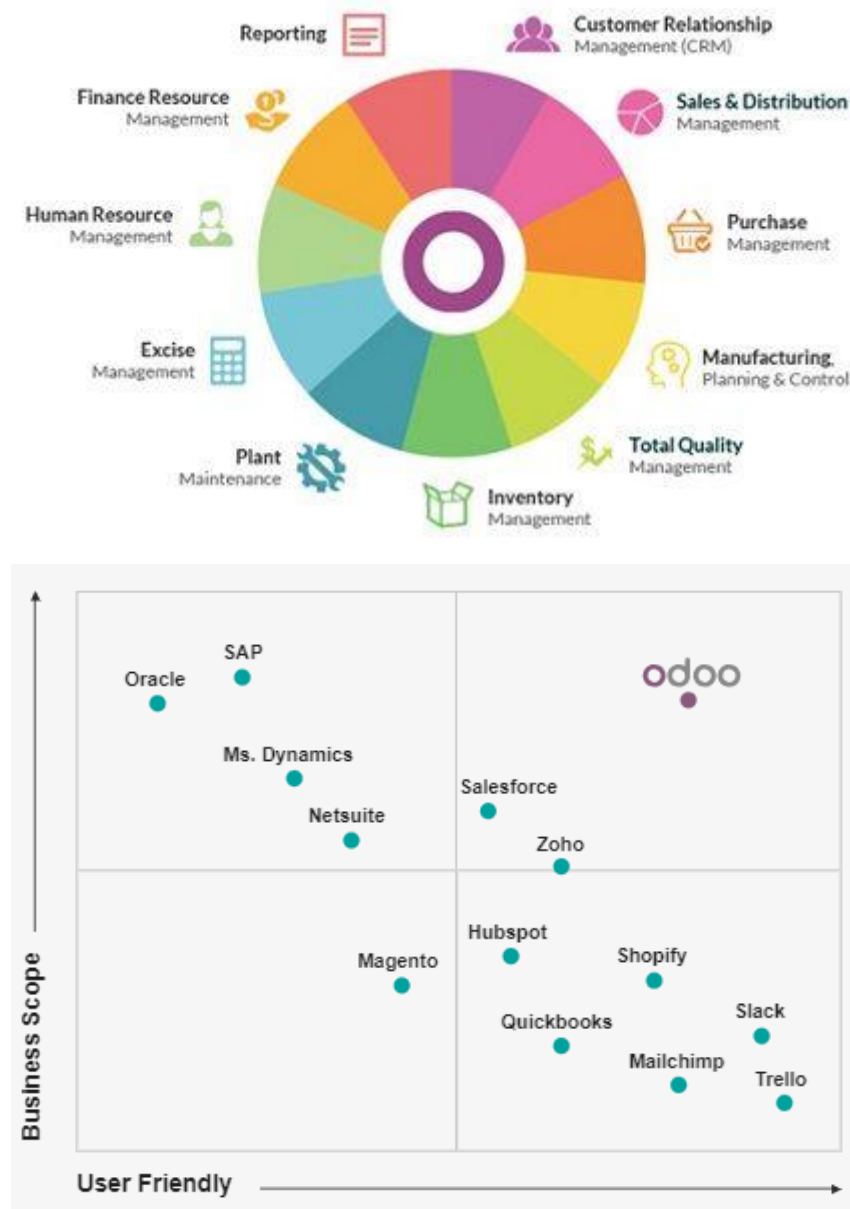 Reporting
Customer Relationship
Management (CRM)
Finance Resource
Management
Sales & Distribution
Management
Human Resource
Management
Purchase
Management
Excise
Management
Manufacturing,
Planning & Control
Plant
Maintenance
Total Quality
Management
Inventory
Management
SAP
Oracle
odoo
Ms. Dynamics
Netsuite
Salesforce
Zoho
Hubspot
Magento
Shopify
Quickbooks
Slack
Mailchimp
Trello
Business Scope
User Friendly